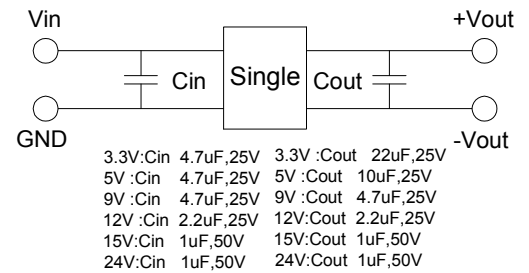 Vin +Vout
Cin Single Cout
GND -Vout
3.3V:Cin 4.7uF,25V 3.3V :Cout 22uF,25V
5V :Cin 4.7uF,25V 5V :Cout 10uF,25V
9V :Cin 4.7uF,25V 9V :Cout 4.7uF,25V
12V :Cin 2.2uF,25V 12V:Cout 2.2uF,25V
15V:Cin 1uF,50V 15V:Cout 1uF,50V
24V:Cin 1uF,50V 24V:Cout 1uF,50V